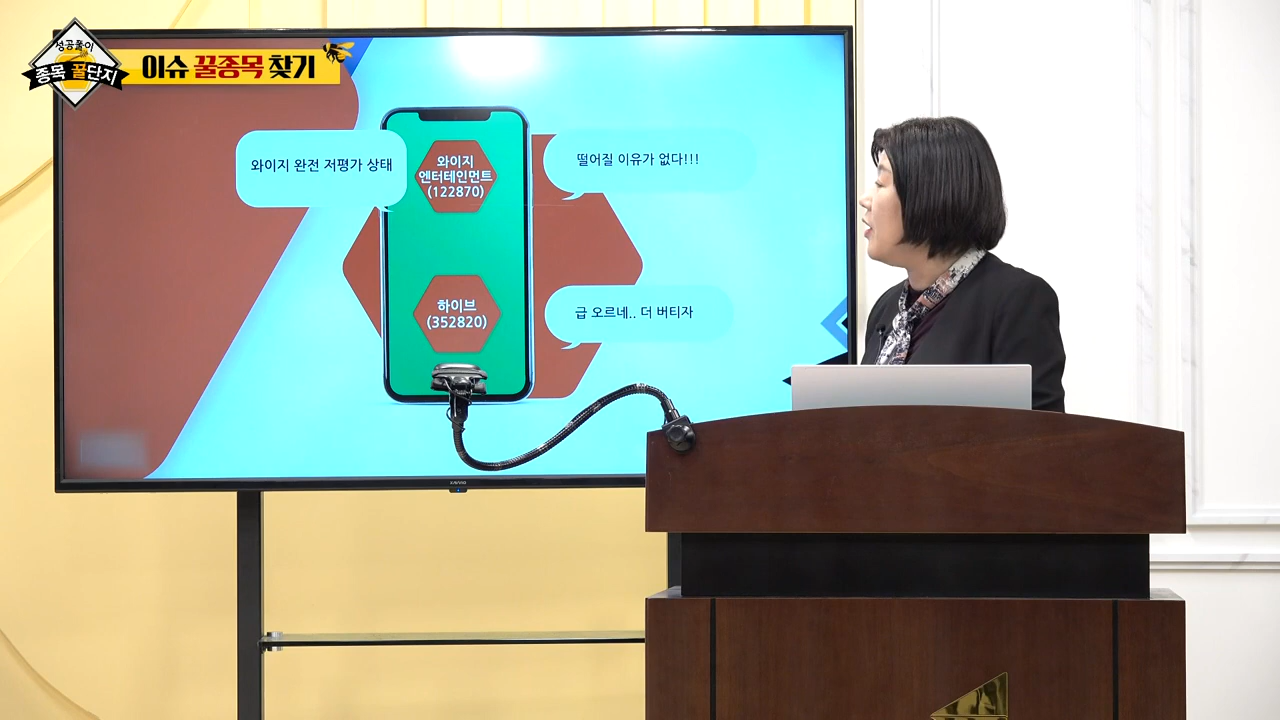 성공줄이
종목 꿀단지
이슈 꿀종목 찾기
와이지 완전 저평가 상태
와이지
엔터테인먼트
(122870)
떨어질 이유가 없다!!!
하이브
(352820)
급 오르네.. 더 버티자